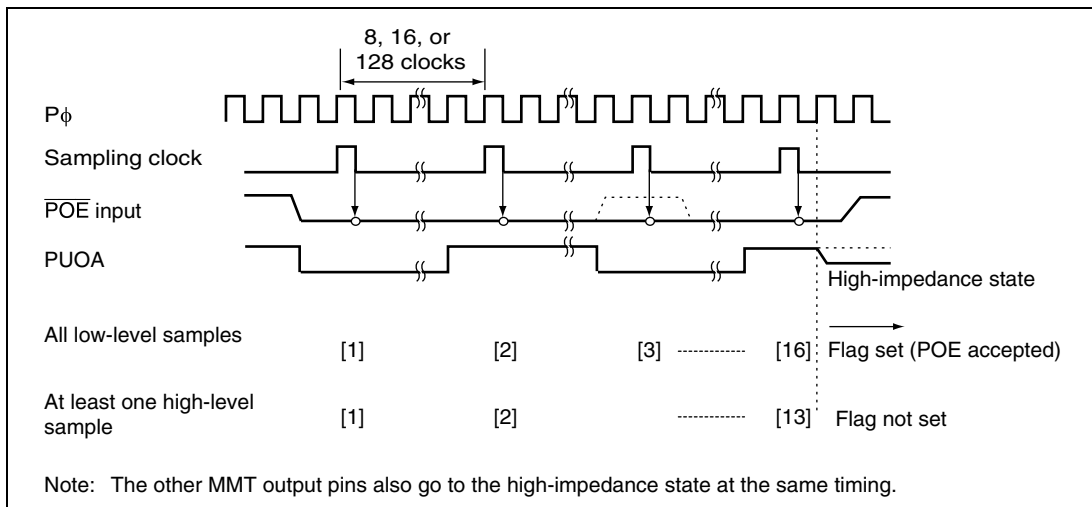 8, 16, or
128 clocks
Pϕ
Sampling clock
POE input
PUOA
High-impedance state
All low-level samples
[1] [2] [3] [16] Flag set (POE accepted)
At least one high-level
sample
[1] [2] [13] Flag not set
Note: The other MMT output pins also go to the high-impedance state at the same timing.